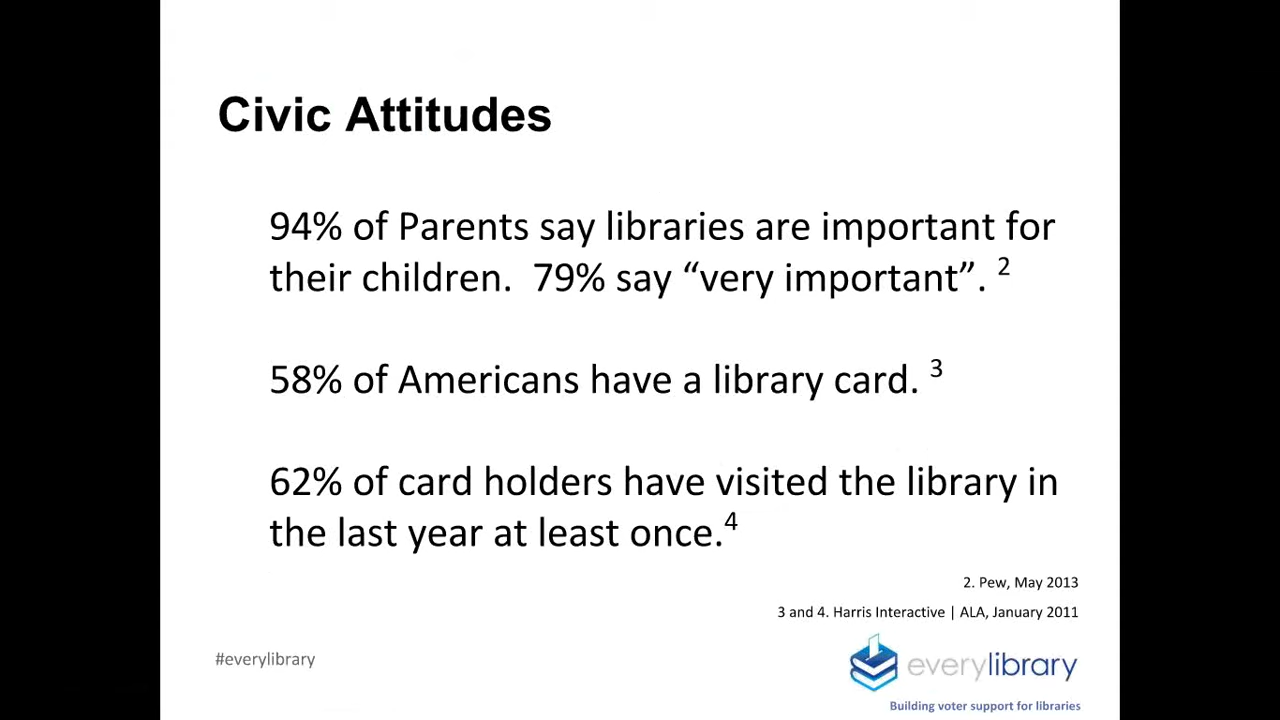 Civic Attitudes
94% of Parents say libraries are important for
their children.  79% say “very important”. 2
58% of Americans have a library card. 3
62% of card holders have visited the library in
the last year at least once.4
2. Pew, May 2013
3 and 4. Harris Interactive | ALA, January 2011
#everylibrary
everylibrary
Building voter support for libraries